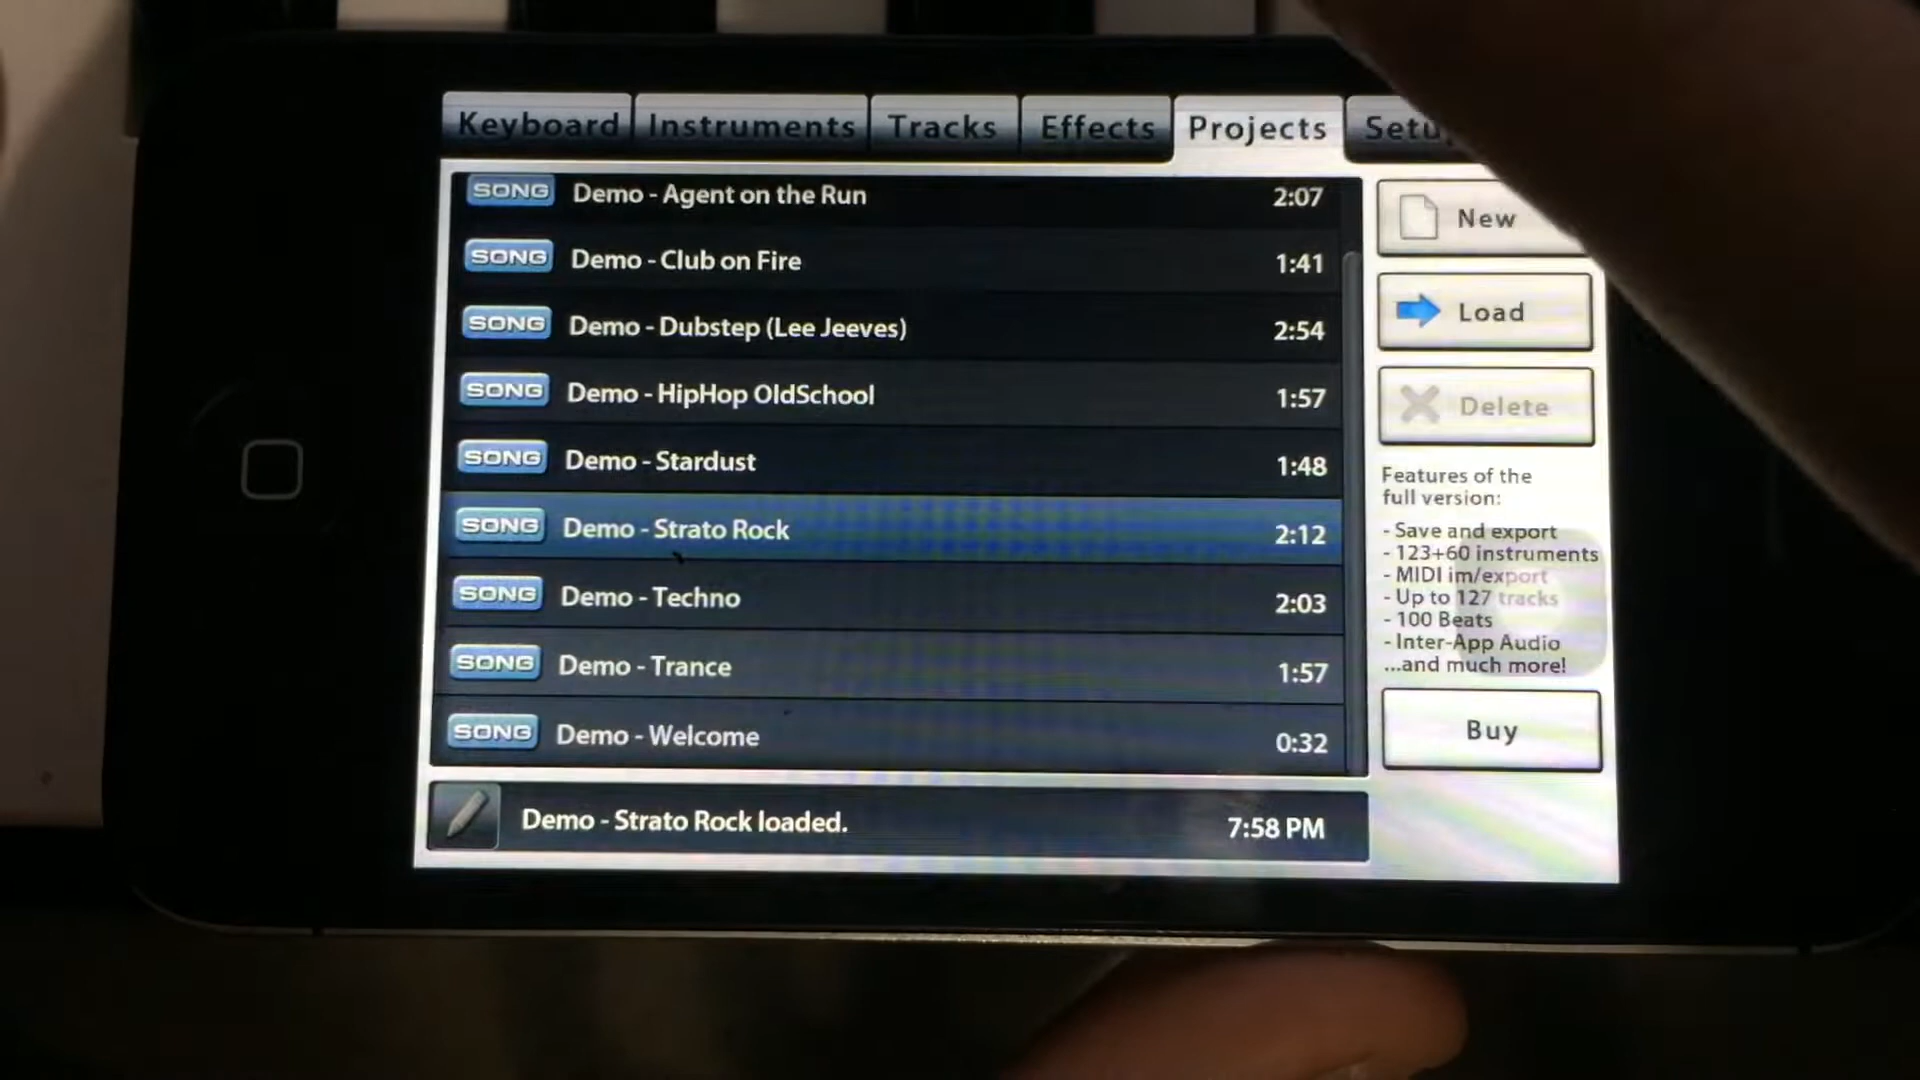 Keyboard Instruments Tracks Effects Projects
SONG Demo - Agent on the Run 2:07
SONG Demo - Club on Fire 1:41
SONG Demo - Dubstep (Lee Jeeves) 2:54
SONG Demo - HipHop OldSchool 1:57
SONG Demo - Stardust 1:48
SONG Demo - Strato Rock 2:12
SONG Demo - Techno 2:03
SONG Demo - Trance 1:57
SONG Demo - Welcome 0:32
Demo - Strato Rock loaded. 7:58 PM
New
Load
Delete
Features of the
full version:
- Save and export
- 123+60 instruments
- MIDI im/export
- Up to 127 tracks
- 100 Beats
- Inter-App Audio
...and much more!
Buy